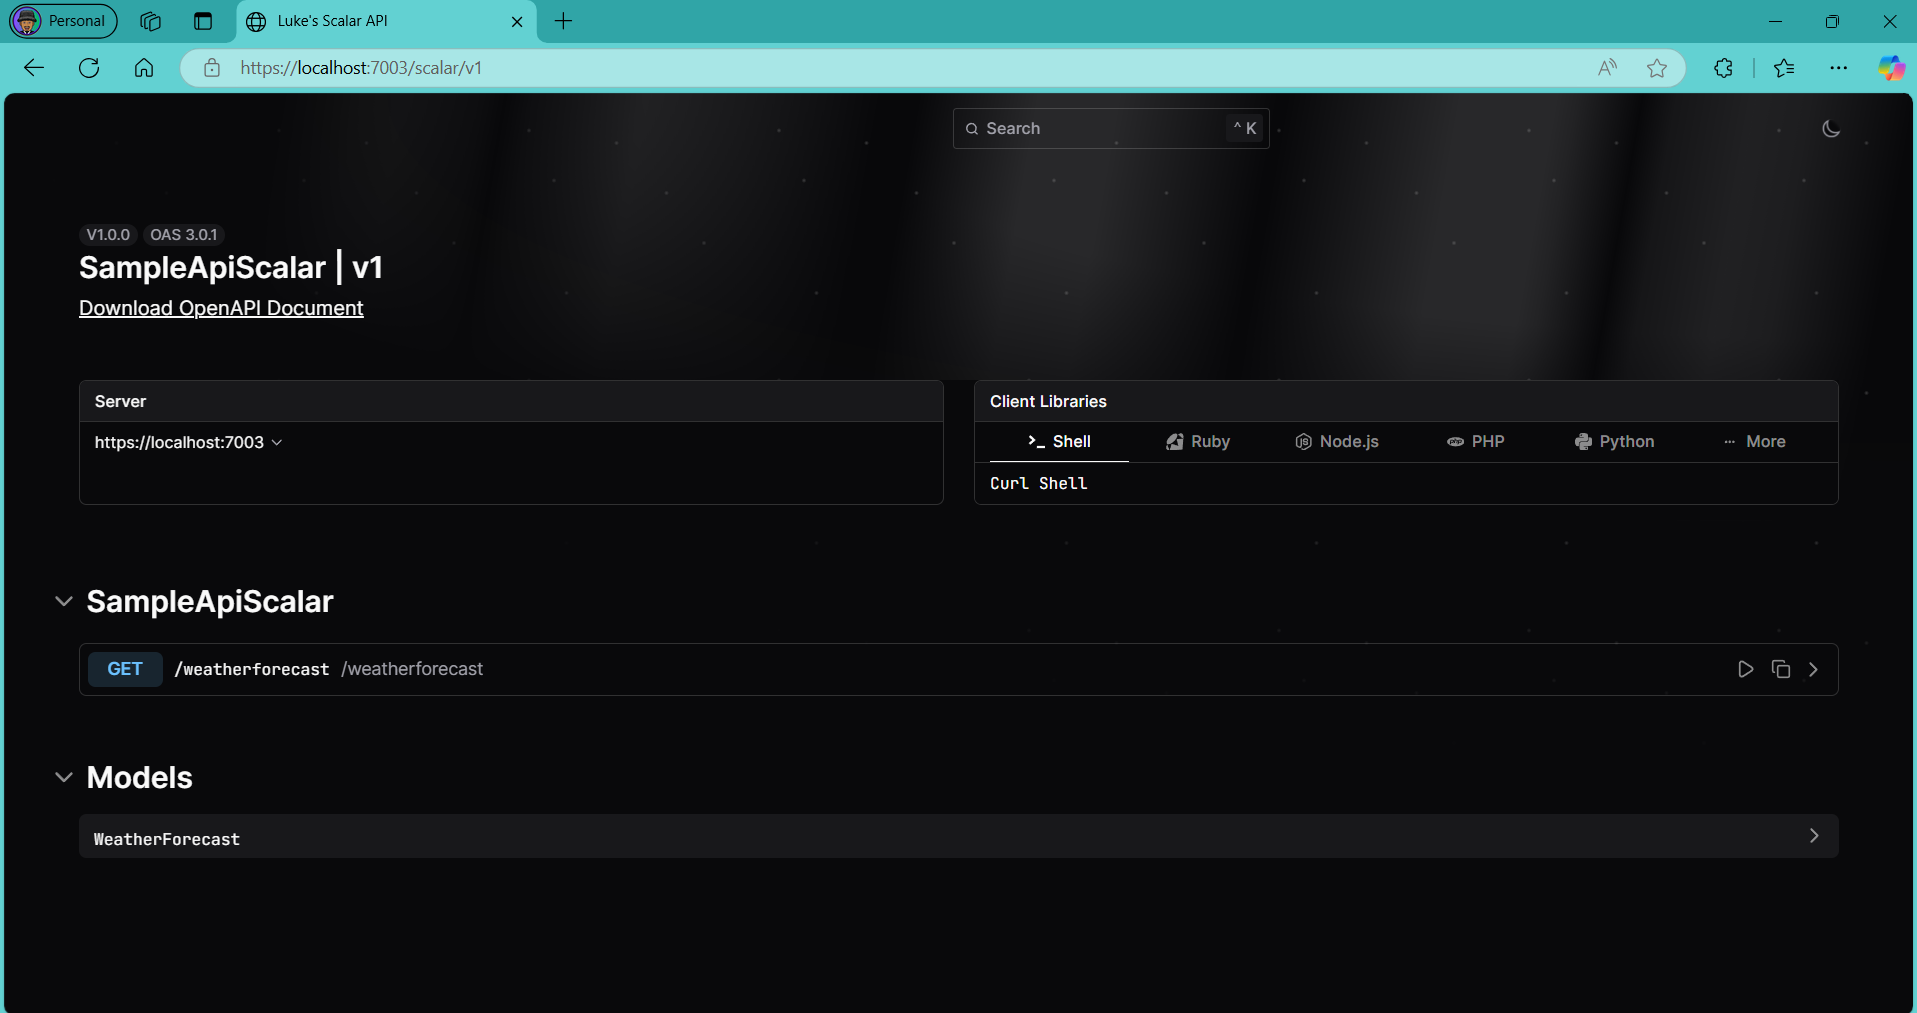 Personal
Luke's Scalar API
https://localhost:7003/scalar/v1
Search ^ K
V1.0.0 OAS 3.0.1
SampleApiScalar | v1
Download OpenAPI Document
Server
https://localhost:7003
Client Libraries
Shell Ruby Node.js PHP Python More
Curl Shell
SampleApiScalar
GET /weatherforecast /weatherforecast
Models
WeatherForecast